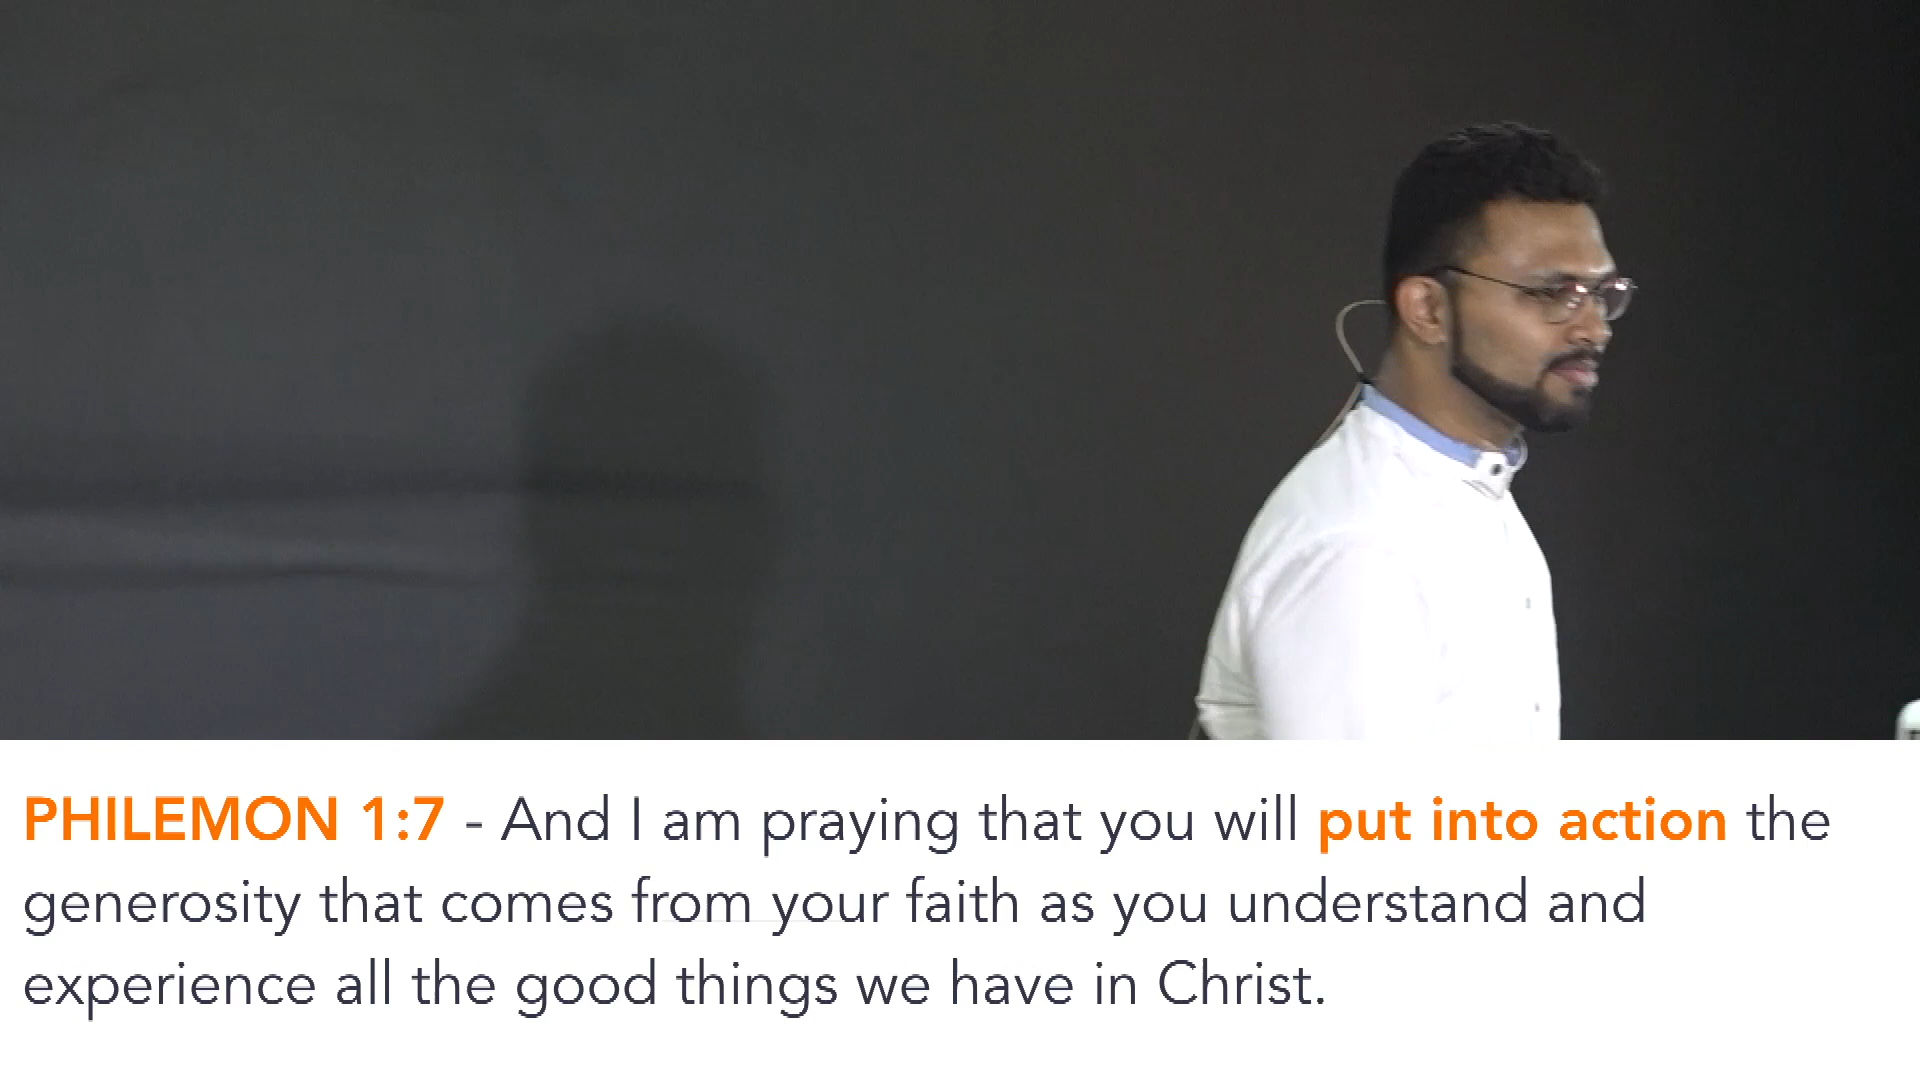 PHILEMON 1:7 - And I am praying that you will put into action the
generosity that comes from your faith as you understand and
experience all the good things we have in Christ.